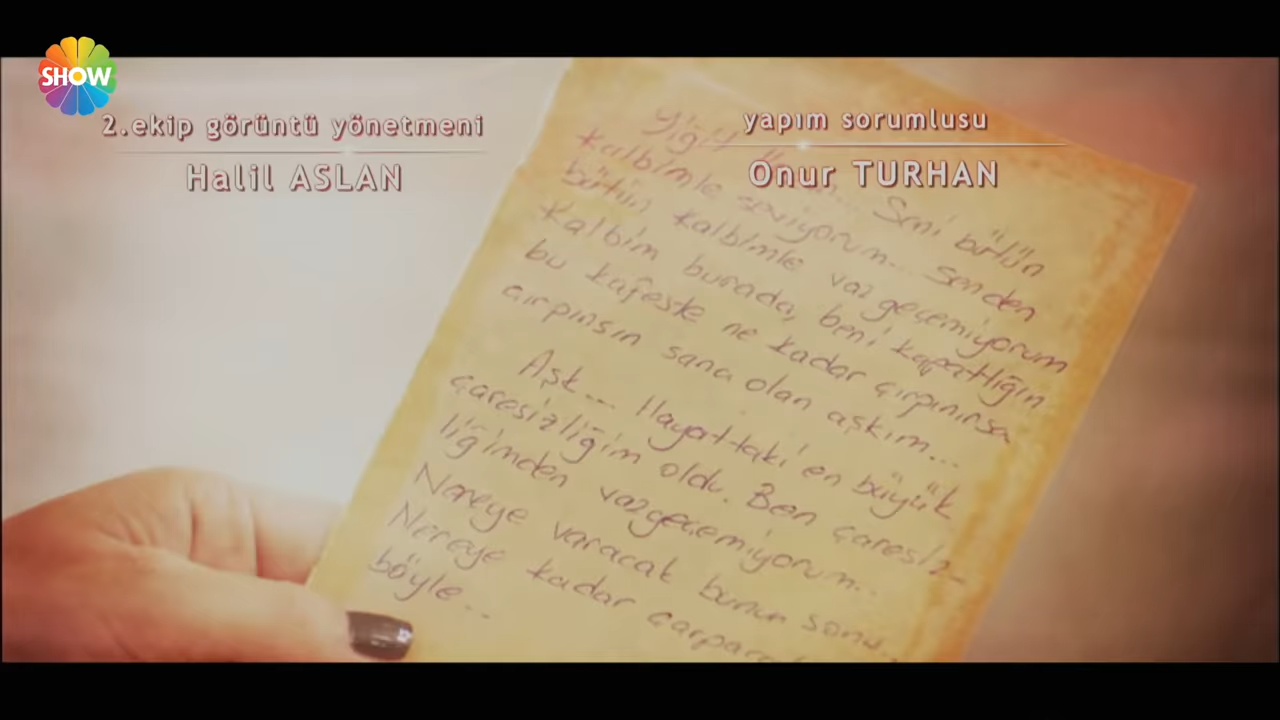 SHOW
2.ekip görüntü yönetmeni
Halil ASLAN
yapım sorumlusu
Onur TURHAN
Yiğit
Seni bütün
kalbimle seviyorum... Senden
bütün kalbimle vazgeçemiyorum
Kalbim burada, beni kapattığın
bu kafeste ne kadar çırpınırsa
çırpınsın sana olan aşkım...
Aşk... Hayattaki en büyük
çaresizliğim oldu. Ben çaresiz-
liğimden vazgeçemiyorum..
Nereye varacak bunun sonu..
Nereye kadar çarpacak
böyle..